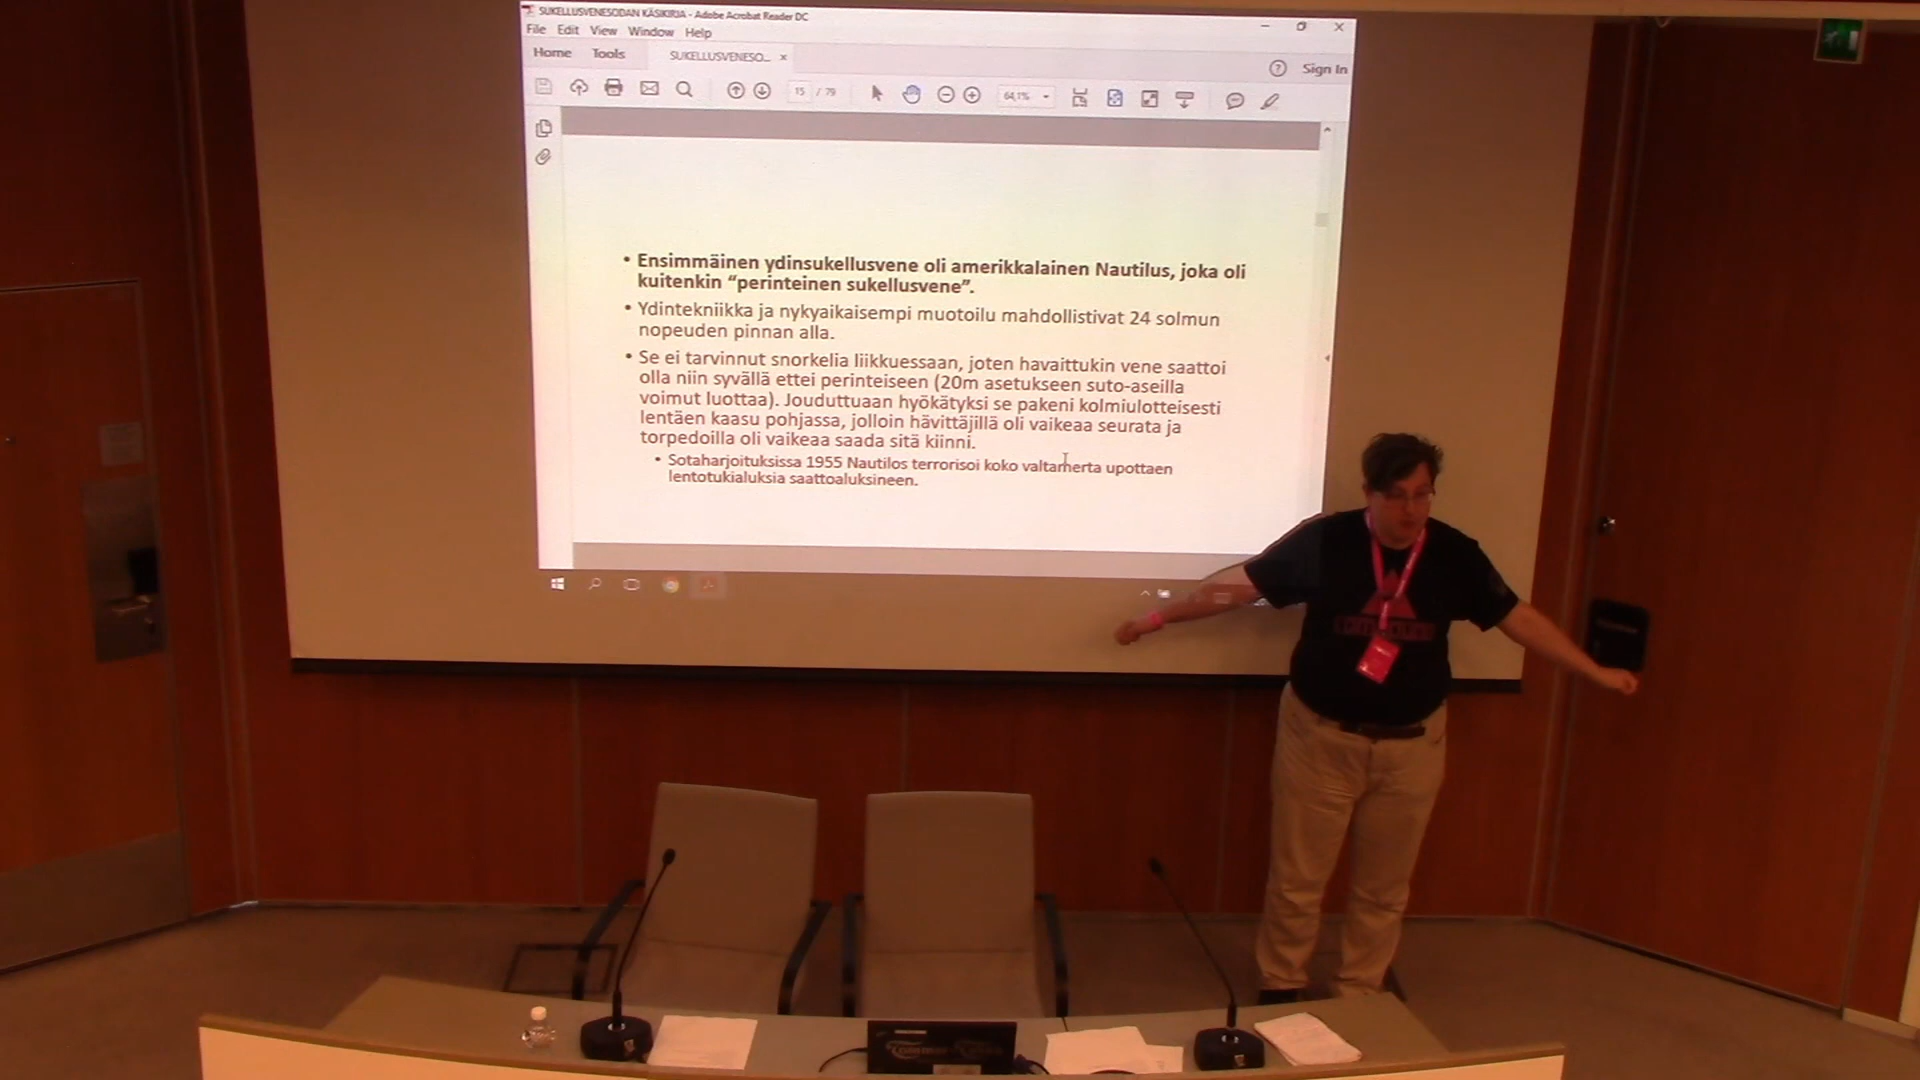 SUKELLUSVENESODAN KÄSIKIRJA - Adobe Acrobat Reader DC
File Edit View Window Help
Home Tools SUKELLUSVENESO... ×
Sign In
15 / 79
64,1%
• Ensimmäinen ydinsukellusvene oli amerikkalainen Nautilus, joka oli
kuitenkin “perinteinen sukellusvene”.
• Ydintekniikka ja nykyaikaisempi muotoilu mahdollistivat 24 solmun
nopeuden pinnan alla.
• Se ei tarvinnut snorkelia liikkuessaan, joten havaittukin vene saattoi
olla niin syvällä ettei perinteiseen (20m asetukseen suto-aseilla
voimut luottaa). Jouduttuaan hyökätyksi se pakeni kolmiulotteisesti
lentäen kaasu pohjassa, jolloin hävittäjillä oli vaikeaa seurata ja
torpedoilla oli vaikeaa saada sitä kiinni.
• Sotaharjoituksissa 1955 Nautilos terrorisoi koko valtamerta upottaen
lentotukialuksia saattoaluksineen.